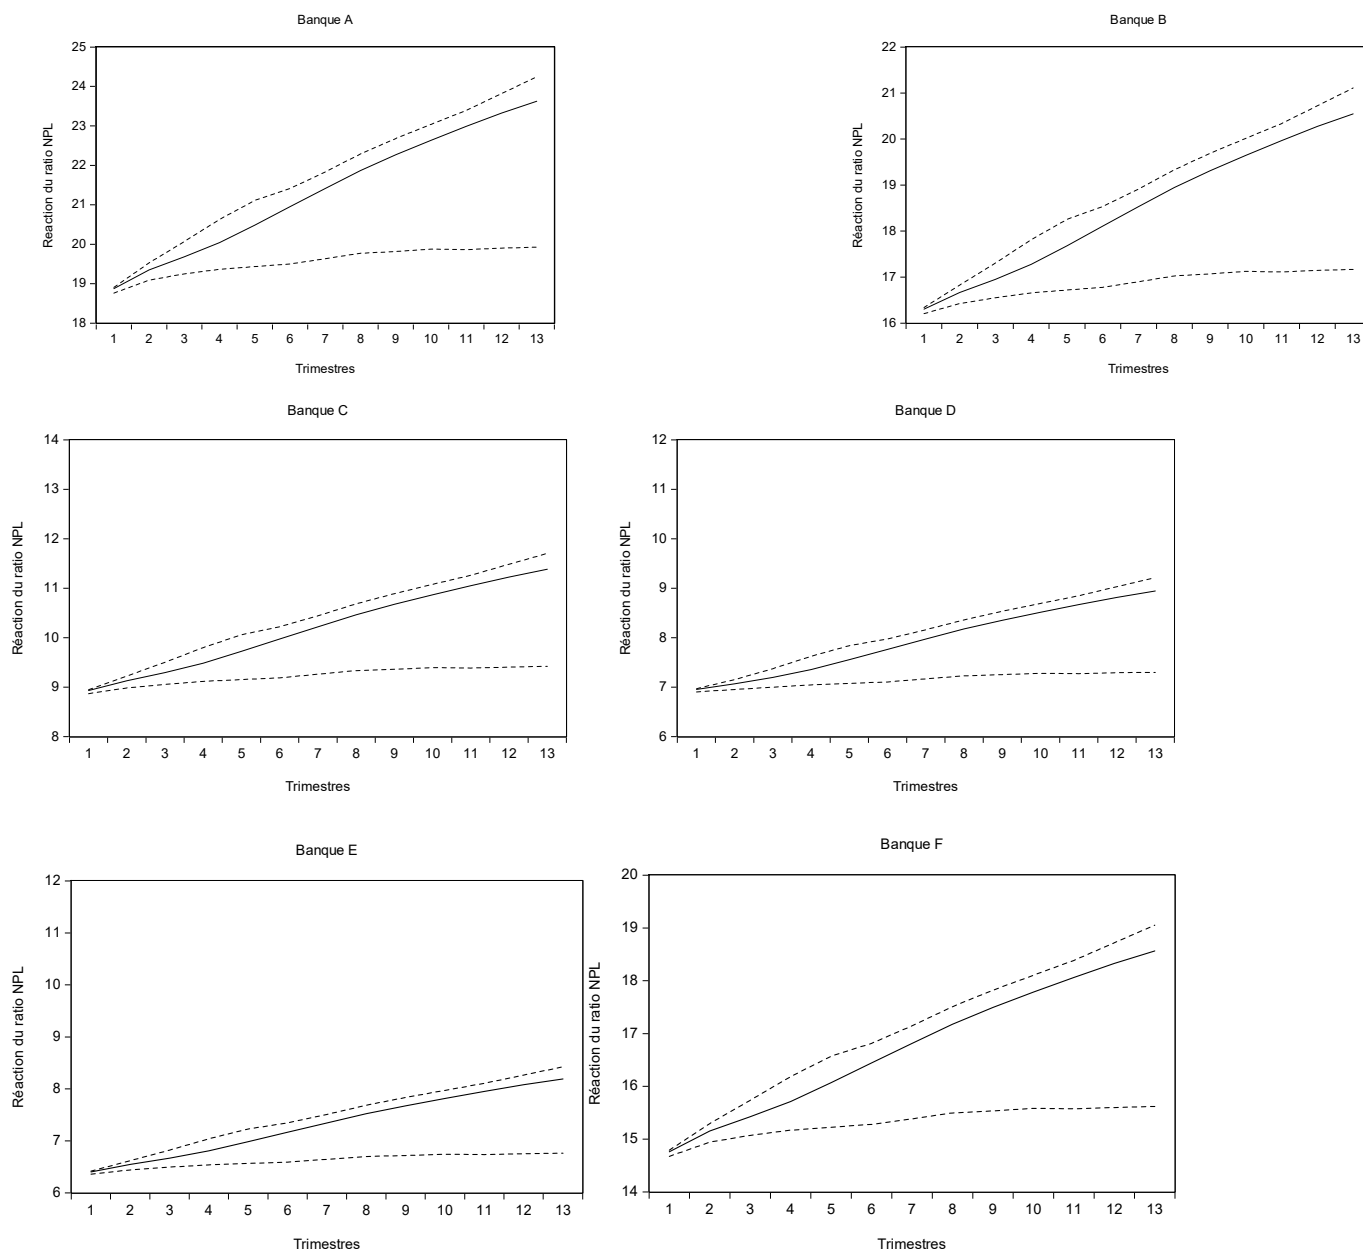 Banque A
Reaction du ratio NPL
25
24
23
22
21
20
19
18
1 2 3 4 5 6 7 8 9 10 11 12 13
Trimestres
Banque B
Réaction du ratio NPL
22
21
20
19
18
17
16
1 2 3 4 5 6 7 8 9 10 11 12 13
Trimestres
Banque C
Réaction du ratio NPL
14
13
12
11
10
9
8
1 2 3 4 5 6 7 8 9 10 11 12 13
Trimestres
Banque D
Réaction du ratio NPL
12
11
10
9
8
7
6
1 2 3 4 5 6 7 8 9 10 11 12 13
Trimestres
Banque E
Réaction du ratio NPL
12
11
10
9
8
7
6
1 2 3 4 5 6 7 8 9 10 11 12 13
Trimestres
Banque F
Réaction du ratio NPL
20
19
18
17
16
15
14
1 2 3 4 5 6 7 8 9 10 11 12 13
Trimestres